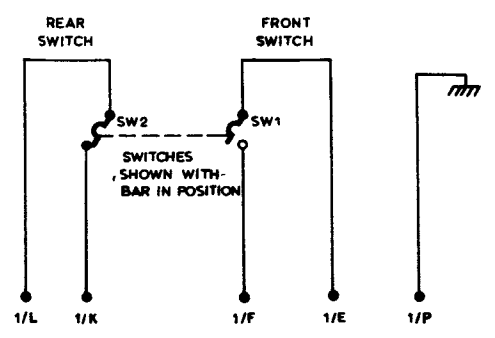 REAR
SWITCH
FRONT
SWITCH
SW2
SW1
SWITCHES
, SHOWN WITH-
BAR IN POSITION
1/L
1/K
1/F
1/E
1/P